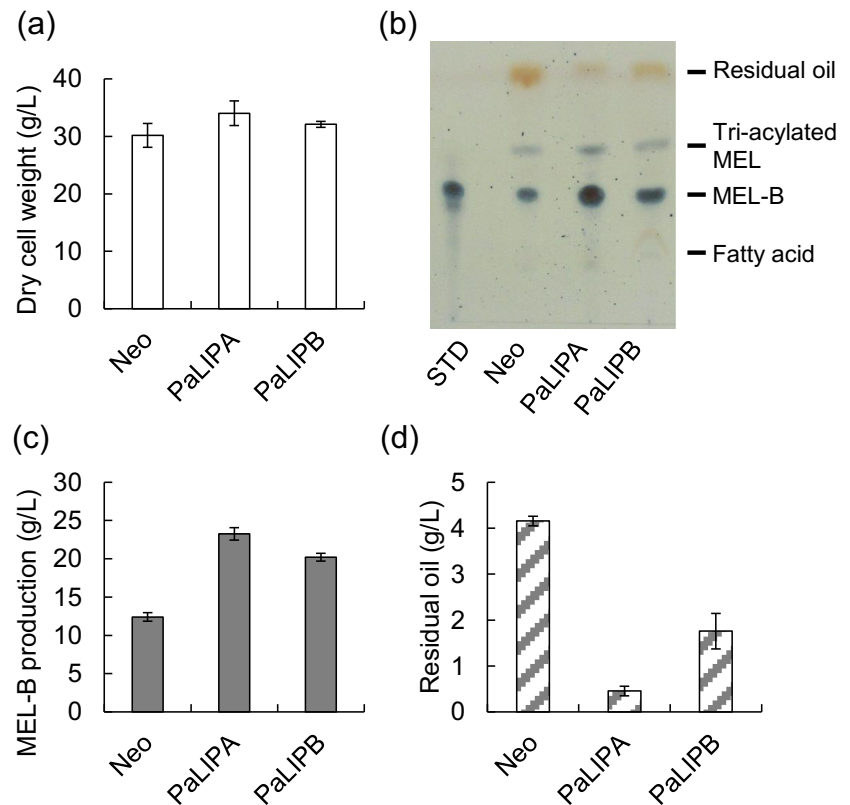 (a)
Dry cell weight (g/L)
40
30
20
10
0
Neo
PaLIPA
PaLIPB
(b)
Residual oil
Tri-acylated
MEL
MEL-B
Fatty acid
STD
Neo
PaLIPA
PaLIPB
(c)
MEL-B production (g/L)
30
25
20
15
10
5
0
Neo
PaLIPA
PaLIPB
(d)
Residual oil (g/L)
5
4
3
2
1
0
Neo
PaLIPA
PaLIPB